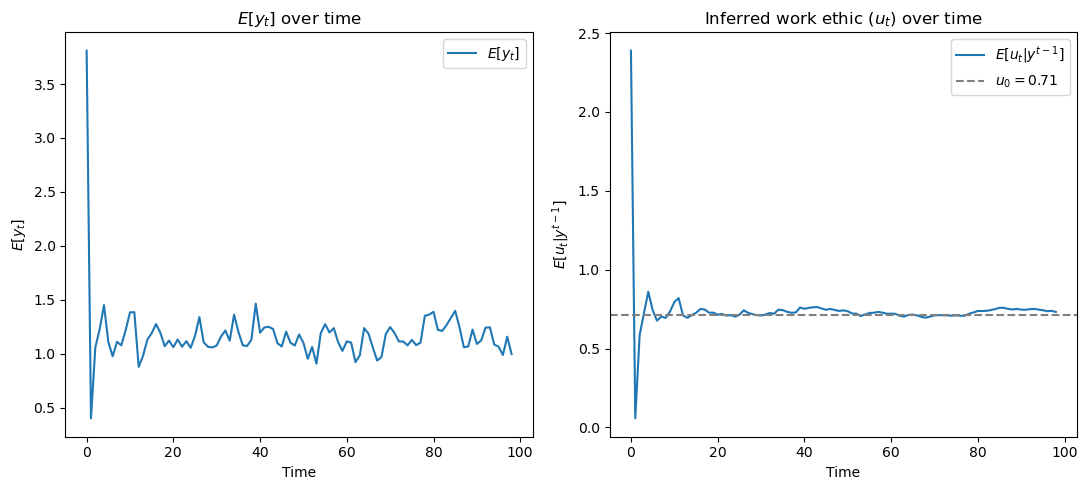 E[y_t] over time
E[y_t]
3.5
3.0
2.5
2.0
1.5
1.0
0.5
E[y_t]
0 20 40 60 80 100
Time
Inferred work ethic (u_t) over time
E[u_t|y^{t−1}]
u_0 = 0.71
2.5
2.0
1.5
1.0
0.5
0.0
E[u_t|y^{t−1}]
0 20 40 60 80 100
Time